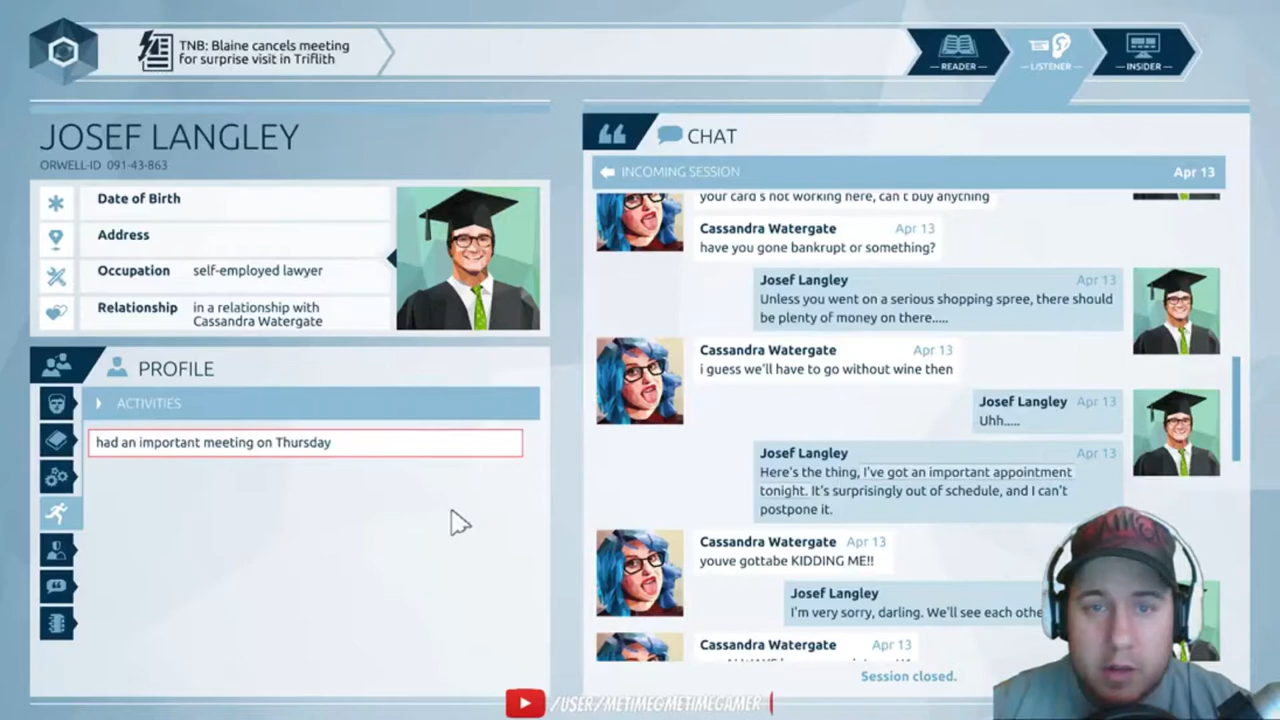 TNB: Blaine cancels meeting
for surprise visit in Triflith
— READER —
— LISTENER —
— INSIDER —
JOSEF LANGLEY
ORWELL-ID 091-43-863
Date of Birth
Address
Occupation self-employed lawyer
Relationship in a relationship with
Cassandra Watergate
PROFILE
ACTIVITIES
had an important meeting on Thursday
CHAT
INCOMING SESSION Apr 13
your card's not working here, can't buy anything
Cassandra Watergate Apr 13
have you gone bankrupt or something?
Josef Langley Apr 13
Unless you went on a serious shopping spree, there should
be plenty of money on there.....
Cassandra Watergate Apr 13
i guess we'll have to go without wine then
Josef Langley Apr 13
Uhh.....
Josef Langley Apr 13
Here's the thing, I've got an important appointment
tonight. It's surprisingly out of schedule, and I can't
postpone it.
Cassandra Watergate Apr 13
youve gottabe KIDDING ME!!
Josef Langley
I'm very sorry, darling. We'll see each othe
Cassandra Watergate Apr 13
Session closed.
/USER/METIMEG/METIMEGAMER